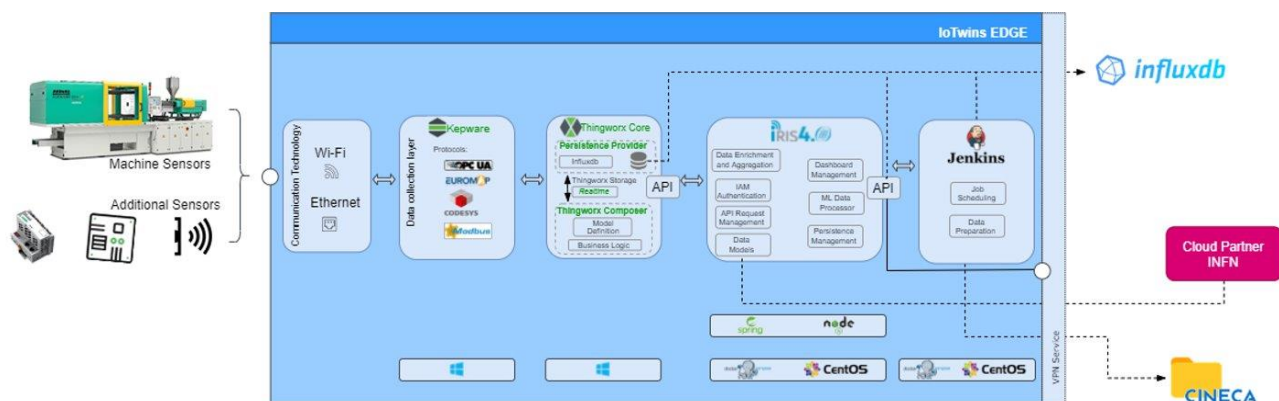 IoTwins EDGE
Machine Sensors
Additional Sensors
Communication Technology
Wi-Fi
Ethernet
Data collection layer
Kepware
Protocols:
OPC UA
EUROMAP
CODESYS
Modbus
Thingworx Core
Persistence Provider
Influxdb
Thingworx Storage
Realtime
Thingworx Composer
Model
Definition
Business Logic
API
iRIS4.0
Data Enrichment
and Aggregation
IAM
Authentication
API Request
Management
Data
Models
Dashboard
Management
ML Data
Processor
Persistence
Management
API
Jenkins
Job
Scheduling
Data
Preparation
spring
node
CentOS
CentOS
VPN Service
influxdb
Cloud Partner
INFN
CINECA